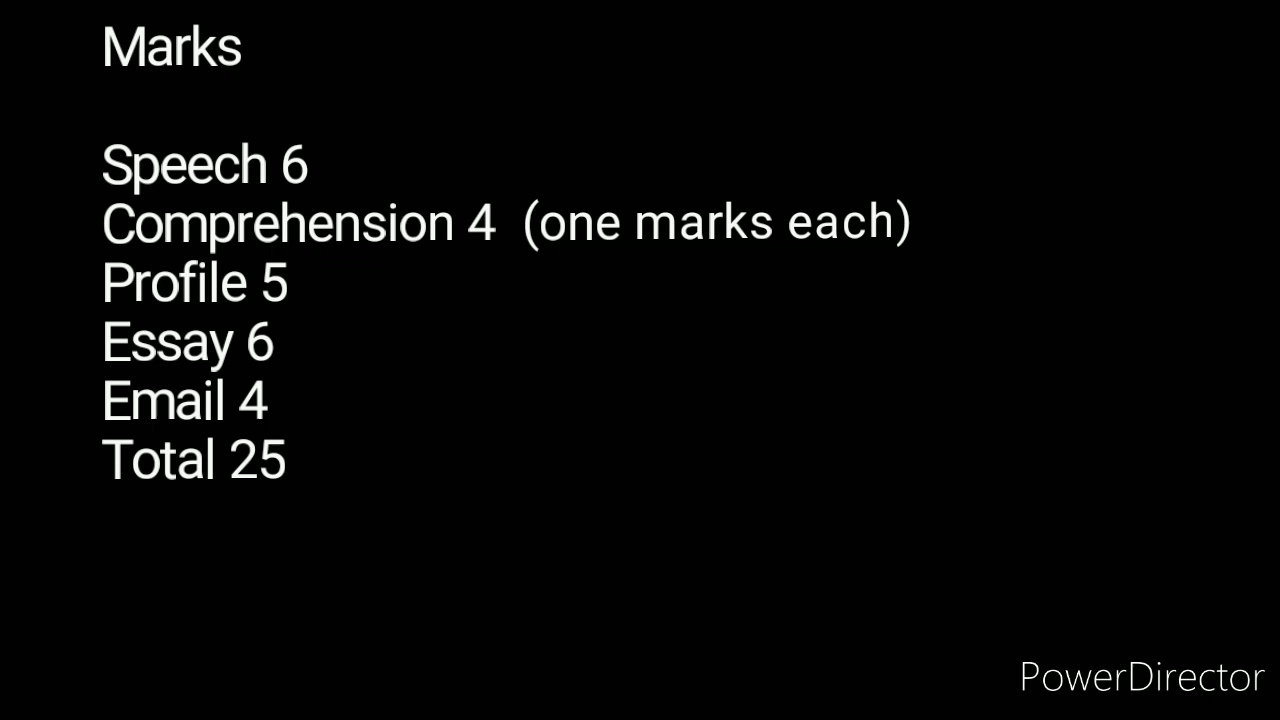 Marks
Speech 6
Comprehension 4 (one marks each)
Profile 5
Essay 6
Email 4
Total 25
PowerDirector